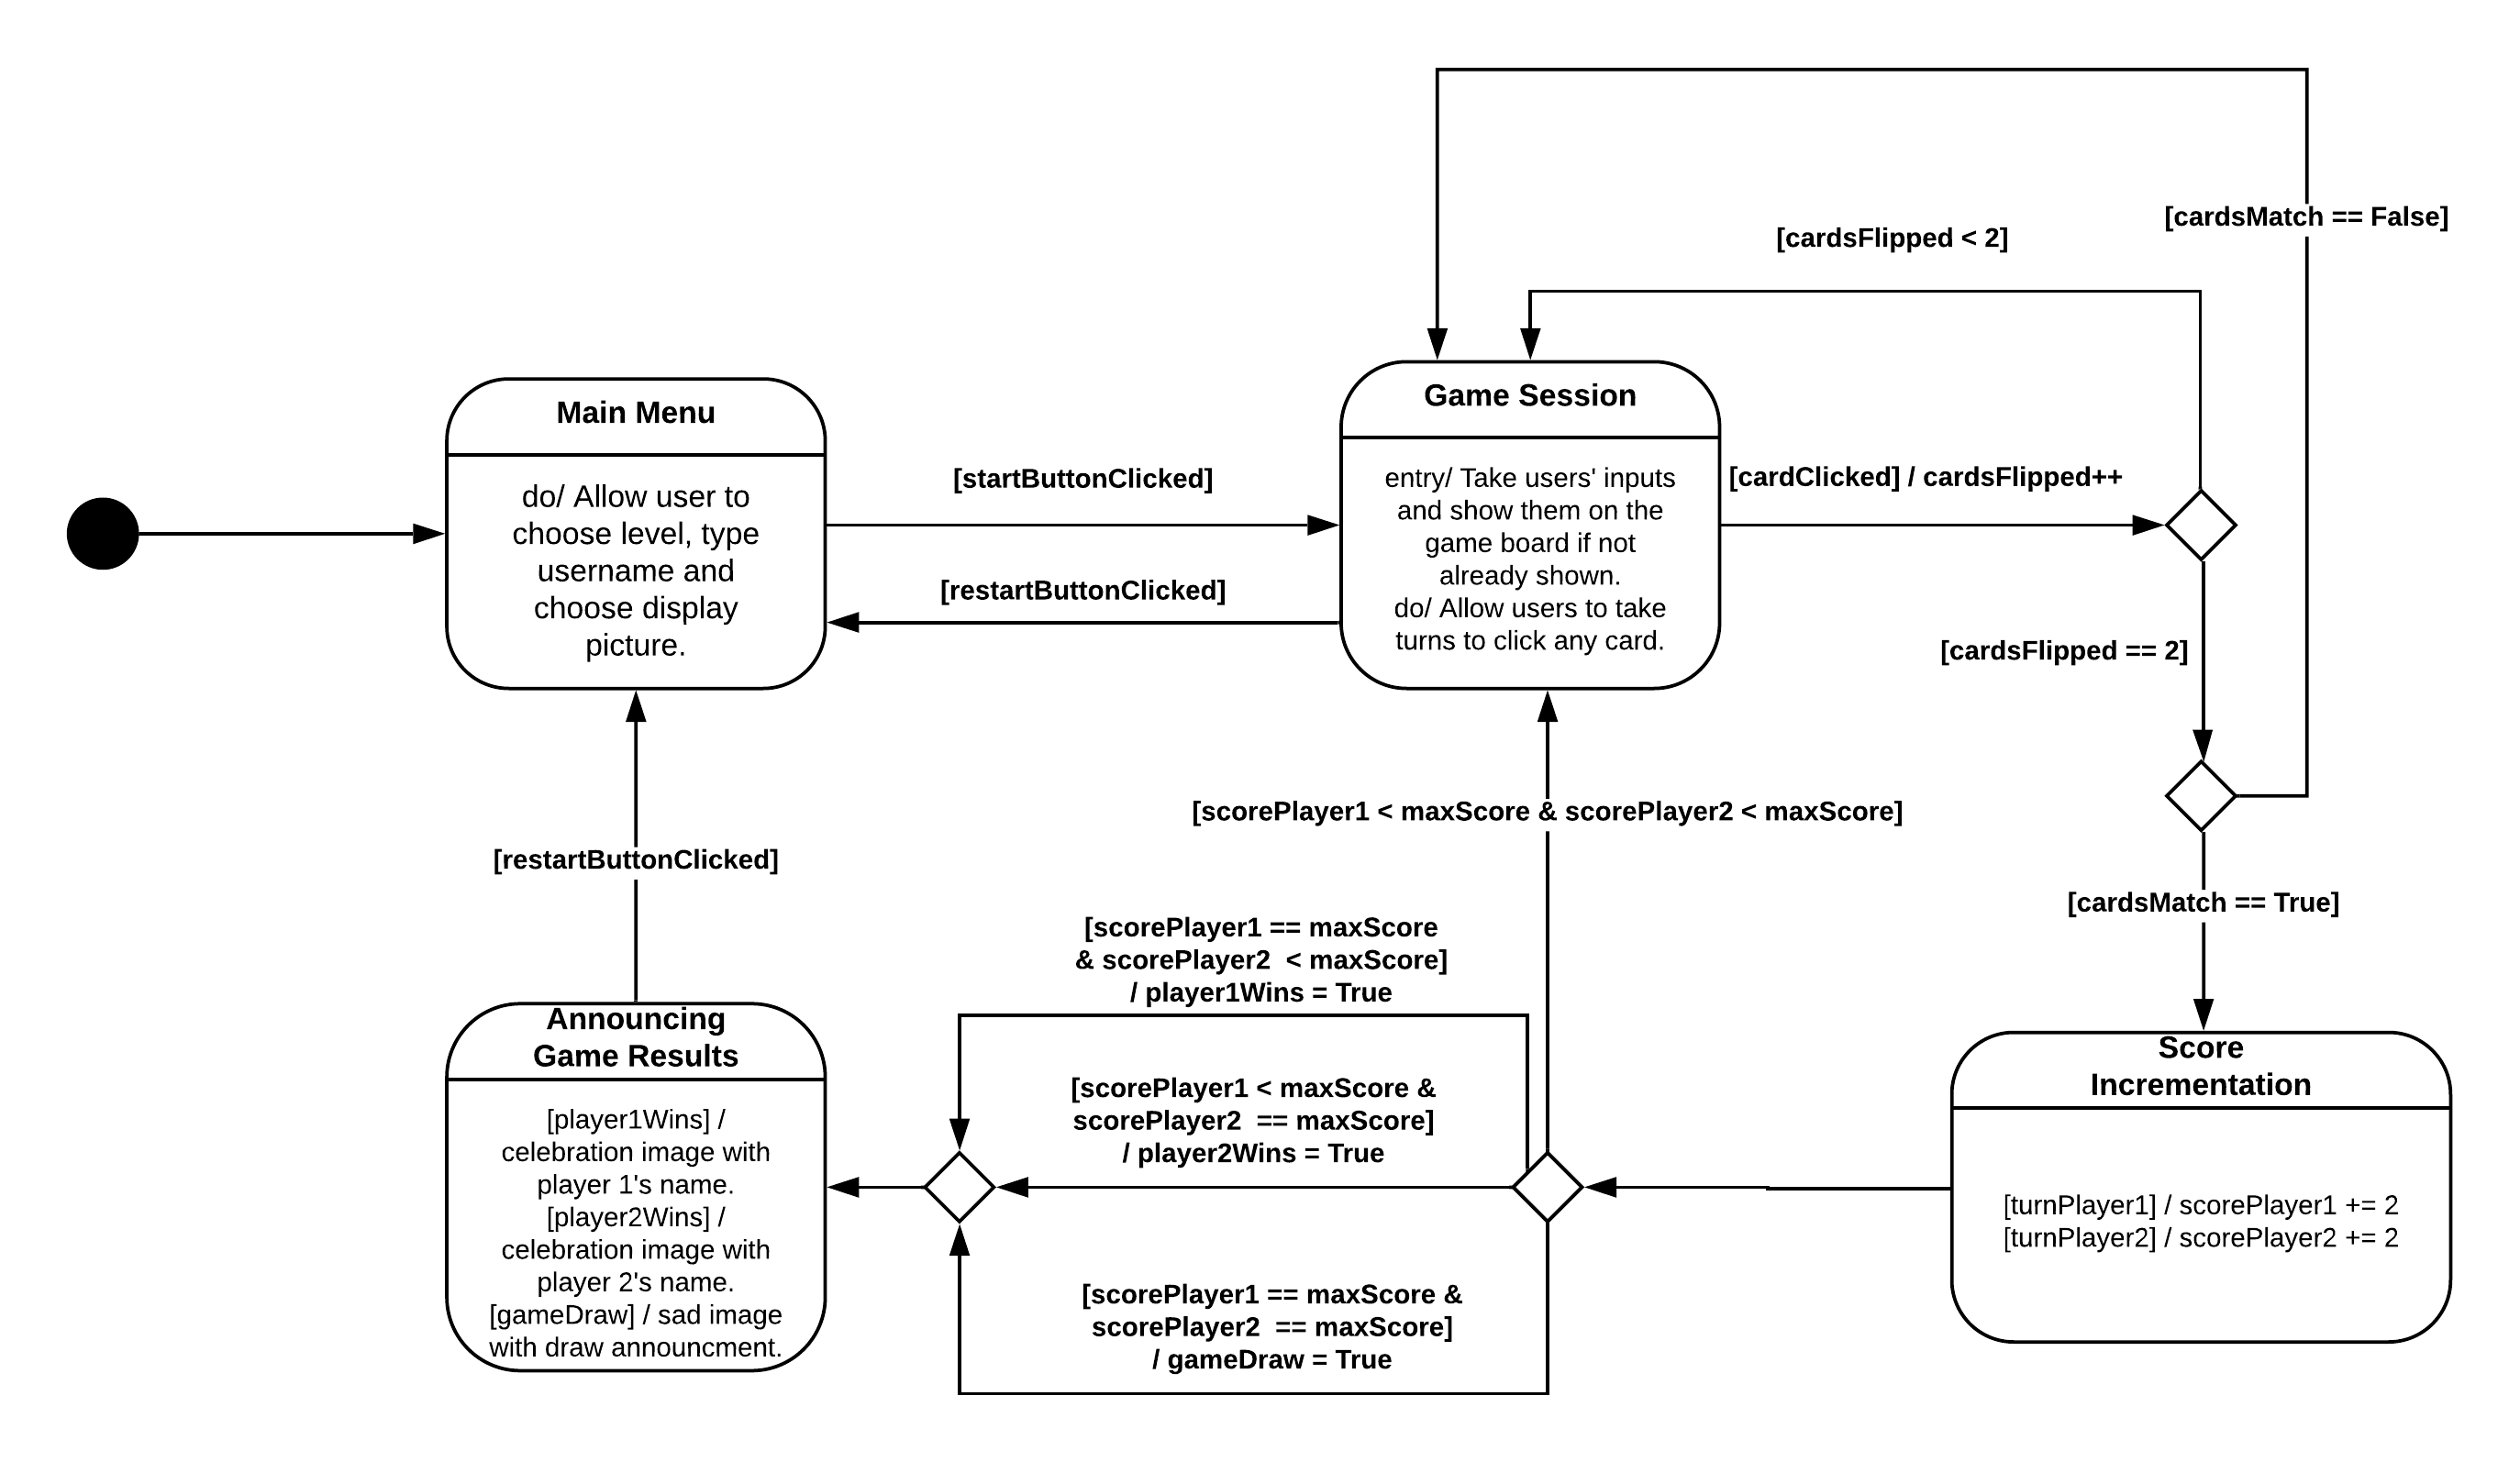 [cardsMatch == False]
[cardsFlipped < 2]
Main Menu
do/ Allow user to
choose level, type
username and
choose display
picture.
[startButtonClicked]
[restartButtonClicked]
Game Session
entry/ Take users' inputs
and show them on the
game board if not
already shown.
do/ Allow users to take
turns to click any card.
[cardClicked] / cardsFlipped++
[cardsFlipped == 2]
[scorePlayer1 < maxScore & scorePlayer2 < maxScore]
[restartButtonClicked]
[cardsMatch == True]
[scorePlayer1 == maxScore
& scorePlayer2  < maxScore]
/ player1Wins = True
Announcing
Game Results
[player1Wins] /
celebration image with
player 1's name.
[player2Wins] /
celebration image with
player 2's name.
[gameDraw] / sad image
with draw announcment.
[scorePlayer1 < maxScore &
scorePlayer2  == maxScore]
/ player2Wins = True
[scorePlayer1 == maxScore &
scorePlayer2  == maxScore]
/ gameDraw = True
Score
Incrementation
[turnPlayer1] / scorePlayer1 += 2
[turnPlayer2] / scorePlayer2 += 2